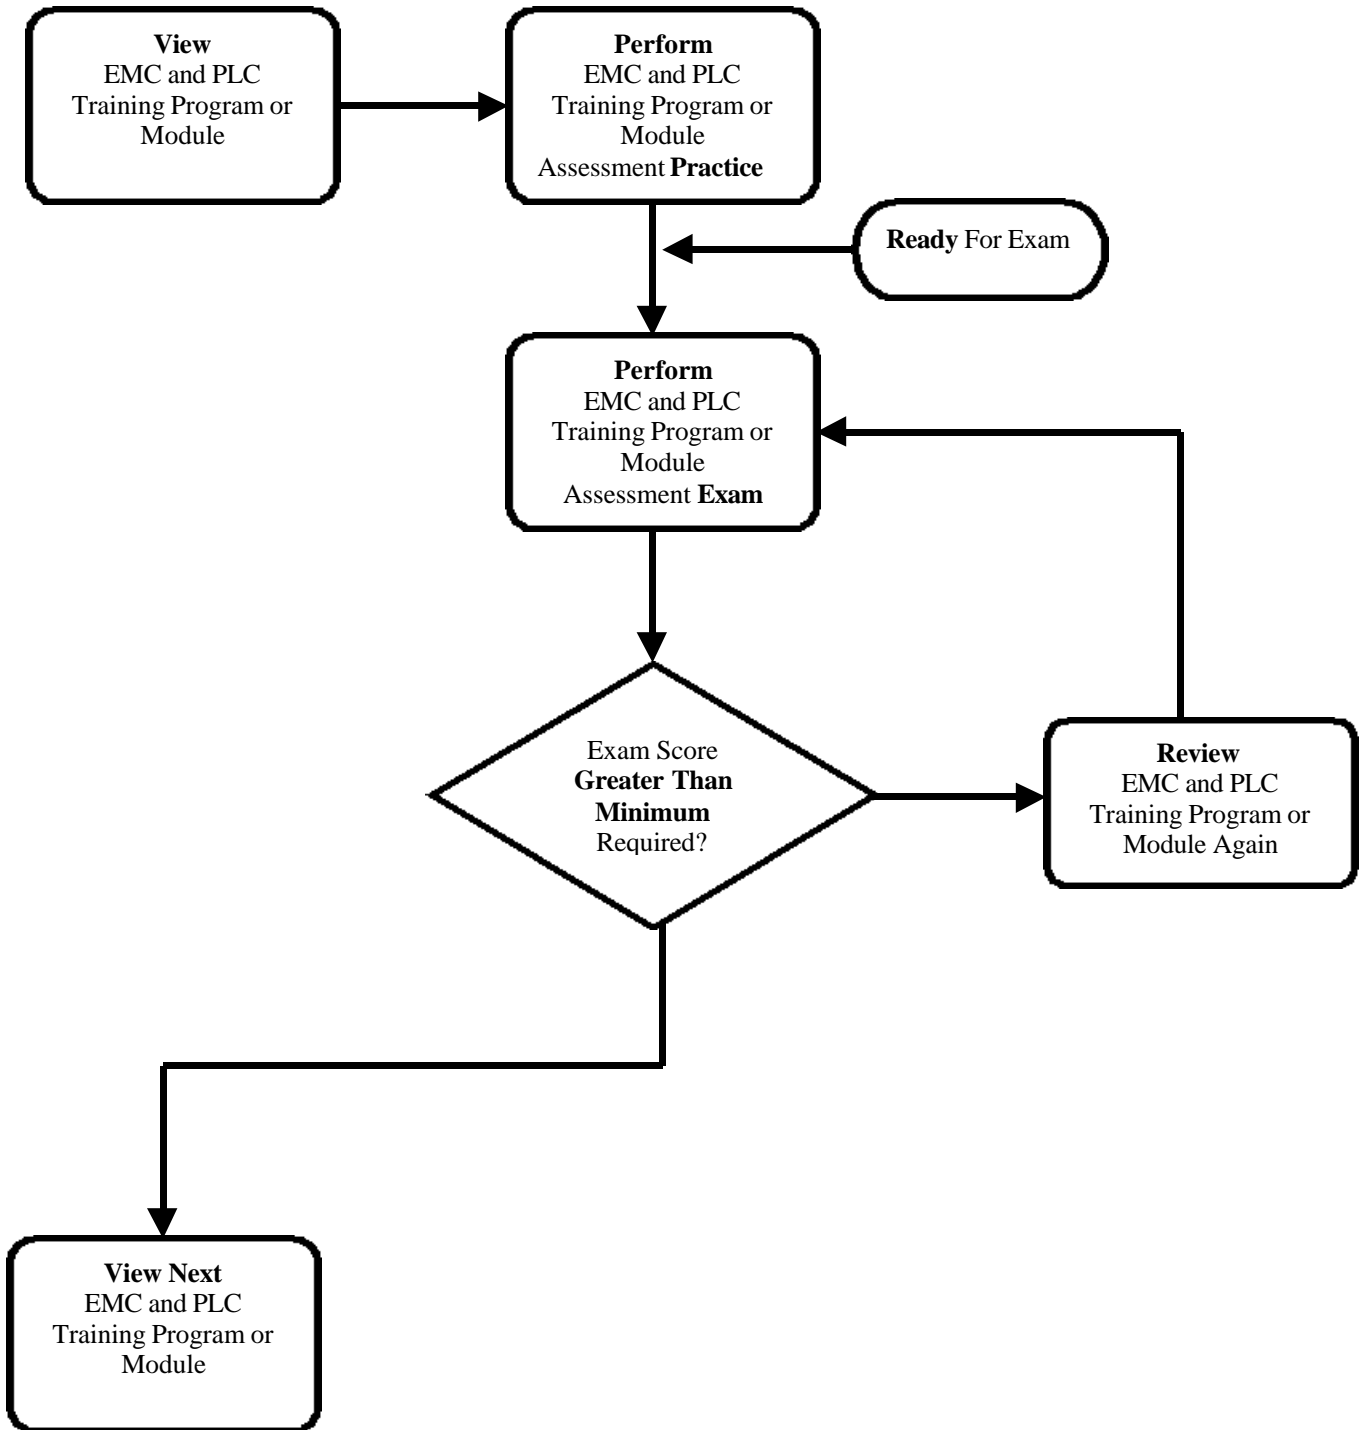 View
EMC and PLC
Training Program or
Module
Perform
EMC and PLC
Training Program or
Module
Assessment Practice
Ready For Exam
Perform
EMC and PLC
Training Program or
Module
Assessment Exam
Exam Score
Greater Than
Minimum
Required?
Review
EMC and PLC
Training Program or
Module Again
View Next
EMC and PLC
Training Program or
Module